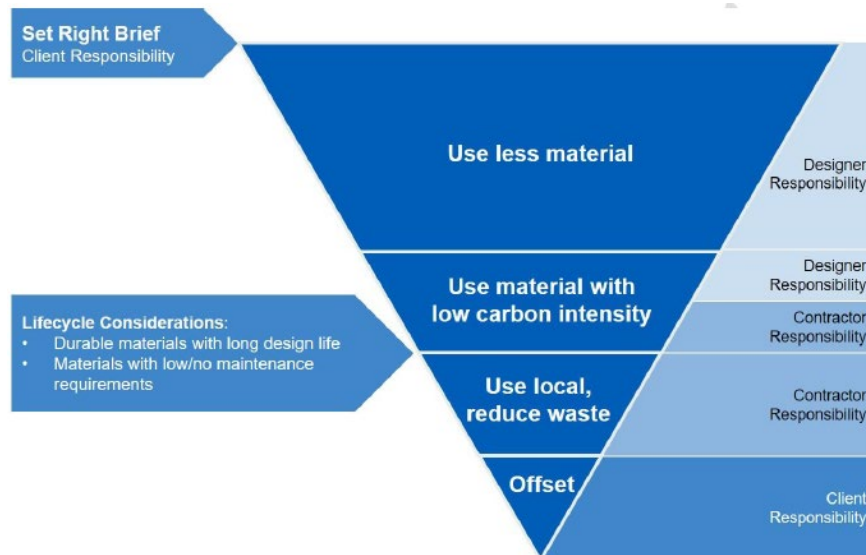 Set Right Brief
Client Responsibility
Use less material
Designer
Responsibility
Use material with
low carbon intensity
Designer
Responsibility
Contractor
Responsibility
Lifecycle Considerations:
• Durable materials with long design life
• Materials with low/no maintenance
requirements
Use local,
reduce waste
Contractor
Responsibility
Offset
Client
Responsibility